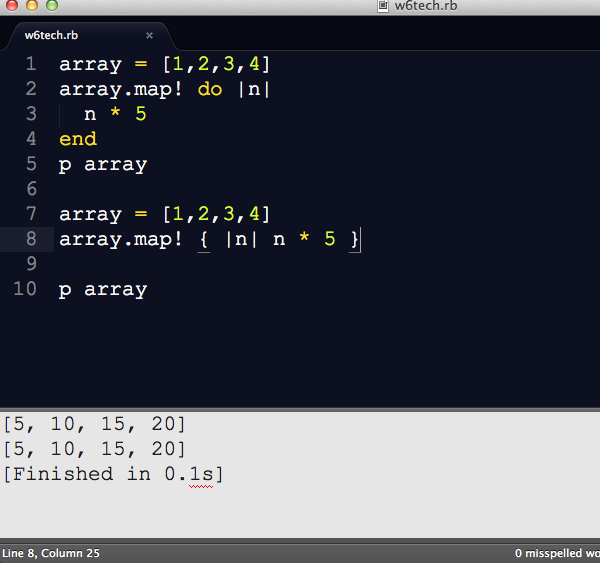 w6tech.rb
w6tech.rb ×
1 array = [1,2,3,4]
2 array.map! do |n|
3   n * 5
4 end
5 p array
6
7 array = [1,2,3,4]
8 array.map! { |n| n * 5 }
9
10 p array
[5, 10, 15, 20]
[5, 10, 15, 20]
[Finished in 0.1s]
Line 8, Column 25 0 misspelled wo